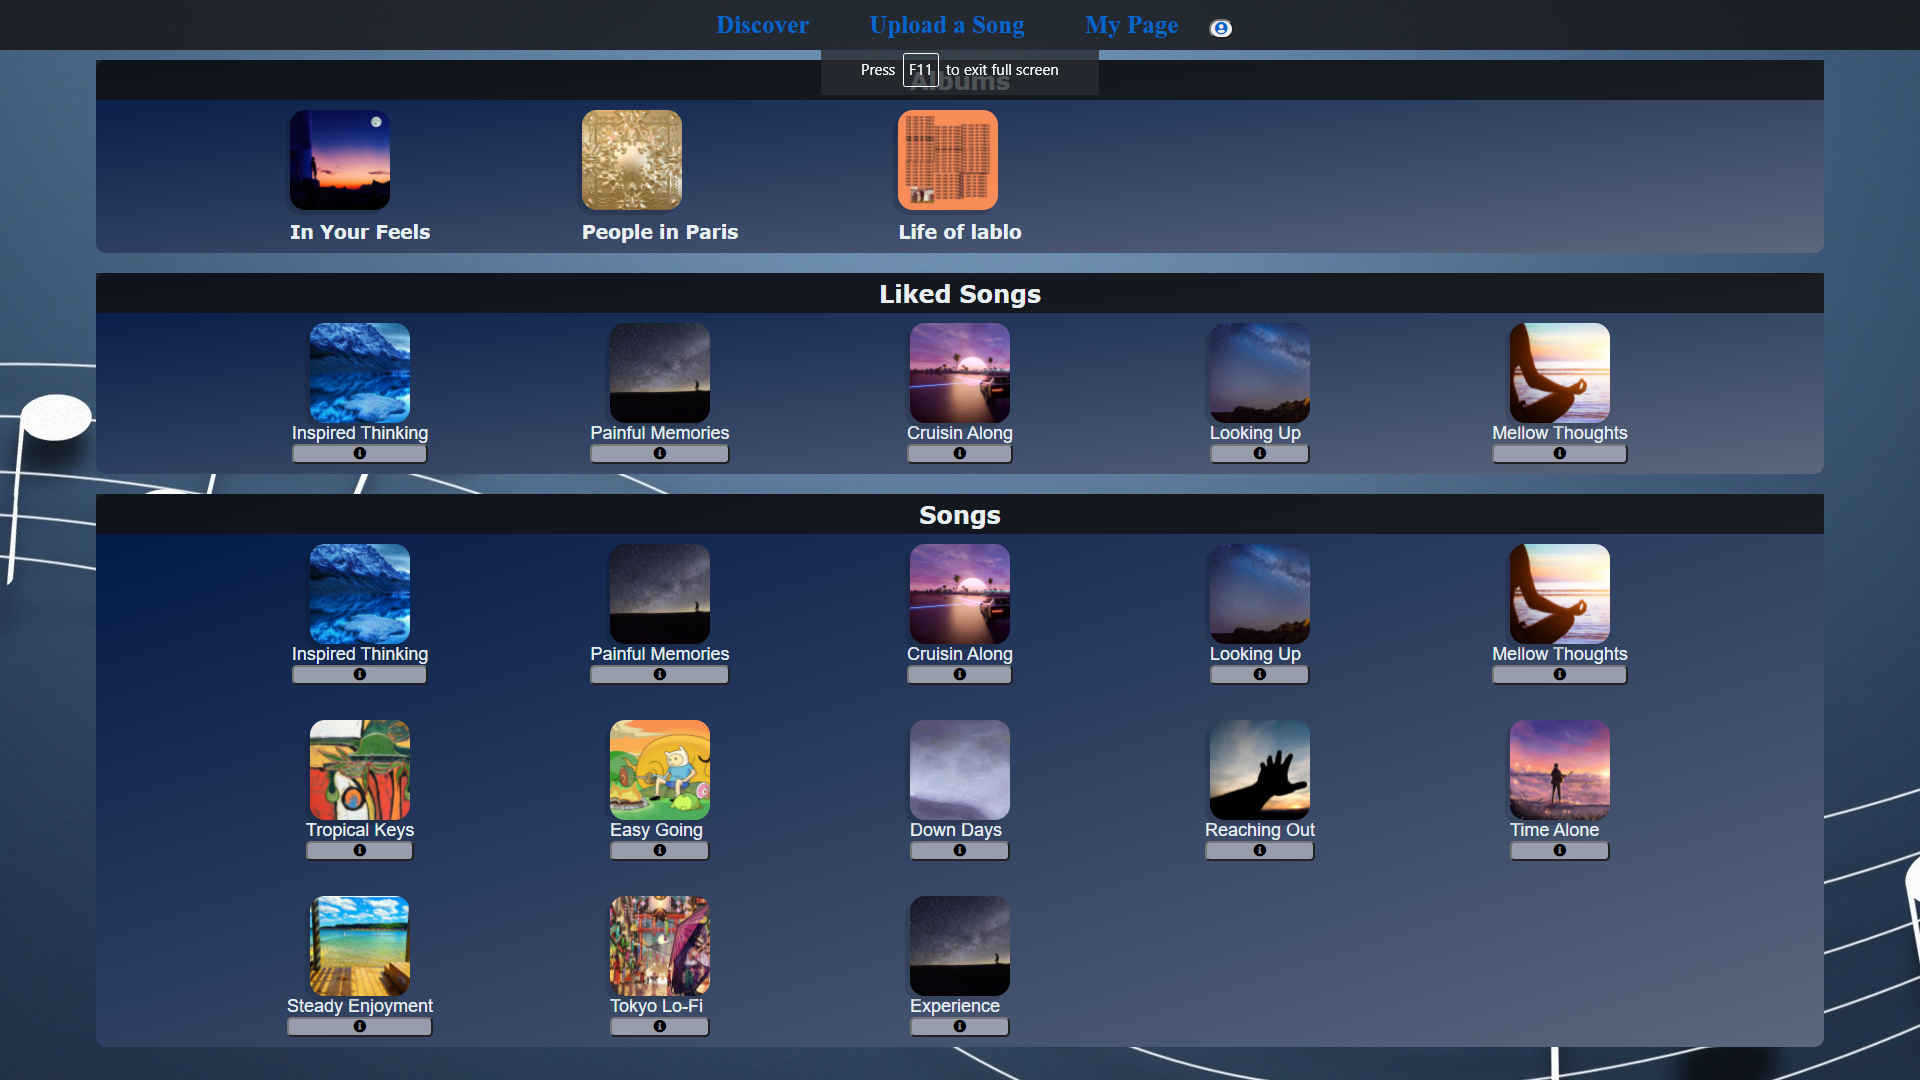 Discover Upload a Song My Page
Press F11 to exit full screen
Albums
In Your Feels People in Paris Life of lablo
Liked Songs
Inspired Thinking Painful Memories Cruisin Along Looking Up Mellow Thoughts
Songs
Inspired Thinking Painful Memories Cruisin Along Looking Up Mellow Thoughts
Tropical Keys Easy Going Down Days Reaching Out Time Alone
Steady Enjoyment Tokyo Lo-Fi Experience